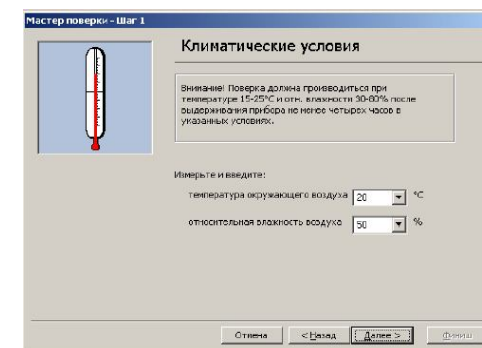 Мастер поверки - Шаг 1
Климатические условия
Внимание! Поверка должна производиться при
температуре 15-25°С и отн. влажности 30-80% после
выдерживания прибора не менее четырех часов в
указанных условиях.
Измерьте и введите:
температура окружающего воздуха 20 °С
относительная влажность воздуха 50 %
Отмена < Назад Далее > Финиш